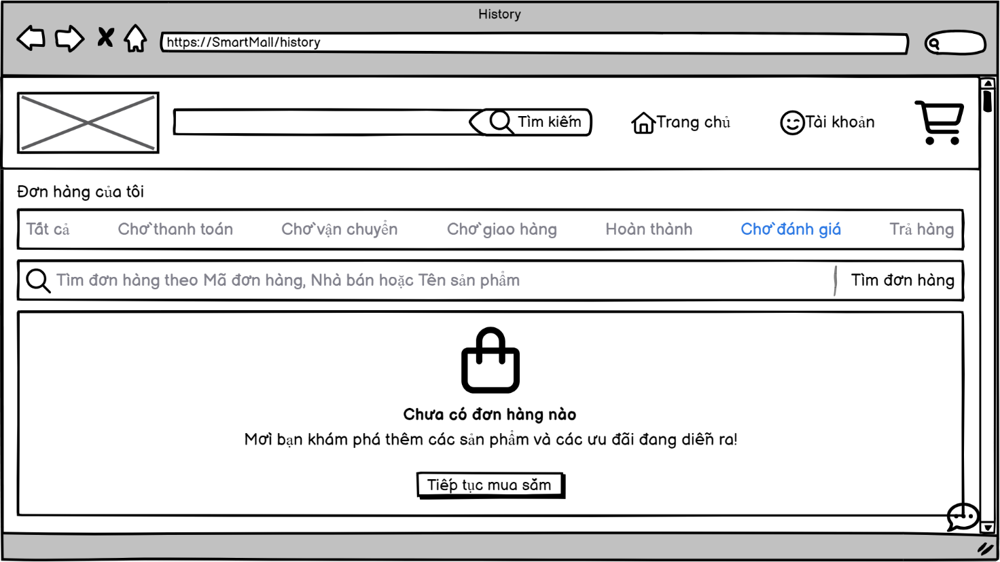 History
https://SmartMall/history
Tìm kiếm
Trang chủ
Tài khoản
Đơn hàng của tôi
Tất cả
Chờ thanh toán
Chờ vận chuyển
Chờ giao hàng
Hoàn thành
Chờ đánh giá
Trả hàng
Tìm đơn hàng theo Mã đơn hàng, Nhà bán hoặc Tên sản phẩm
Tìm đơn hàng
Chưa có đơn hàng nào
Mời bạn khám phá thêm các sản phẩm và các ưu đãi đang diễn ra!
Tiếp tục mua sắm